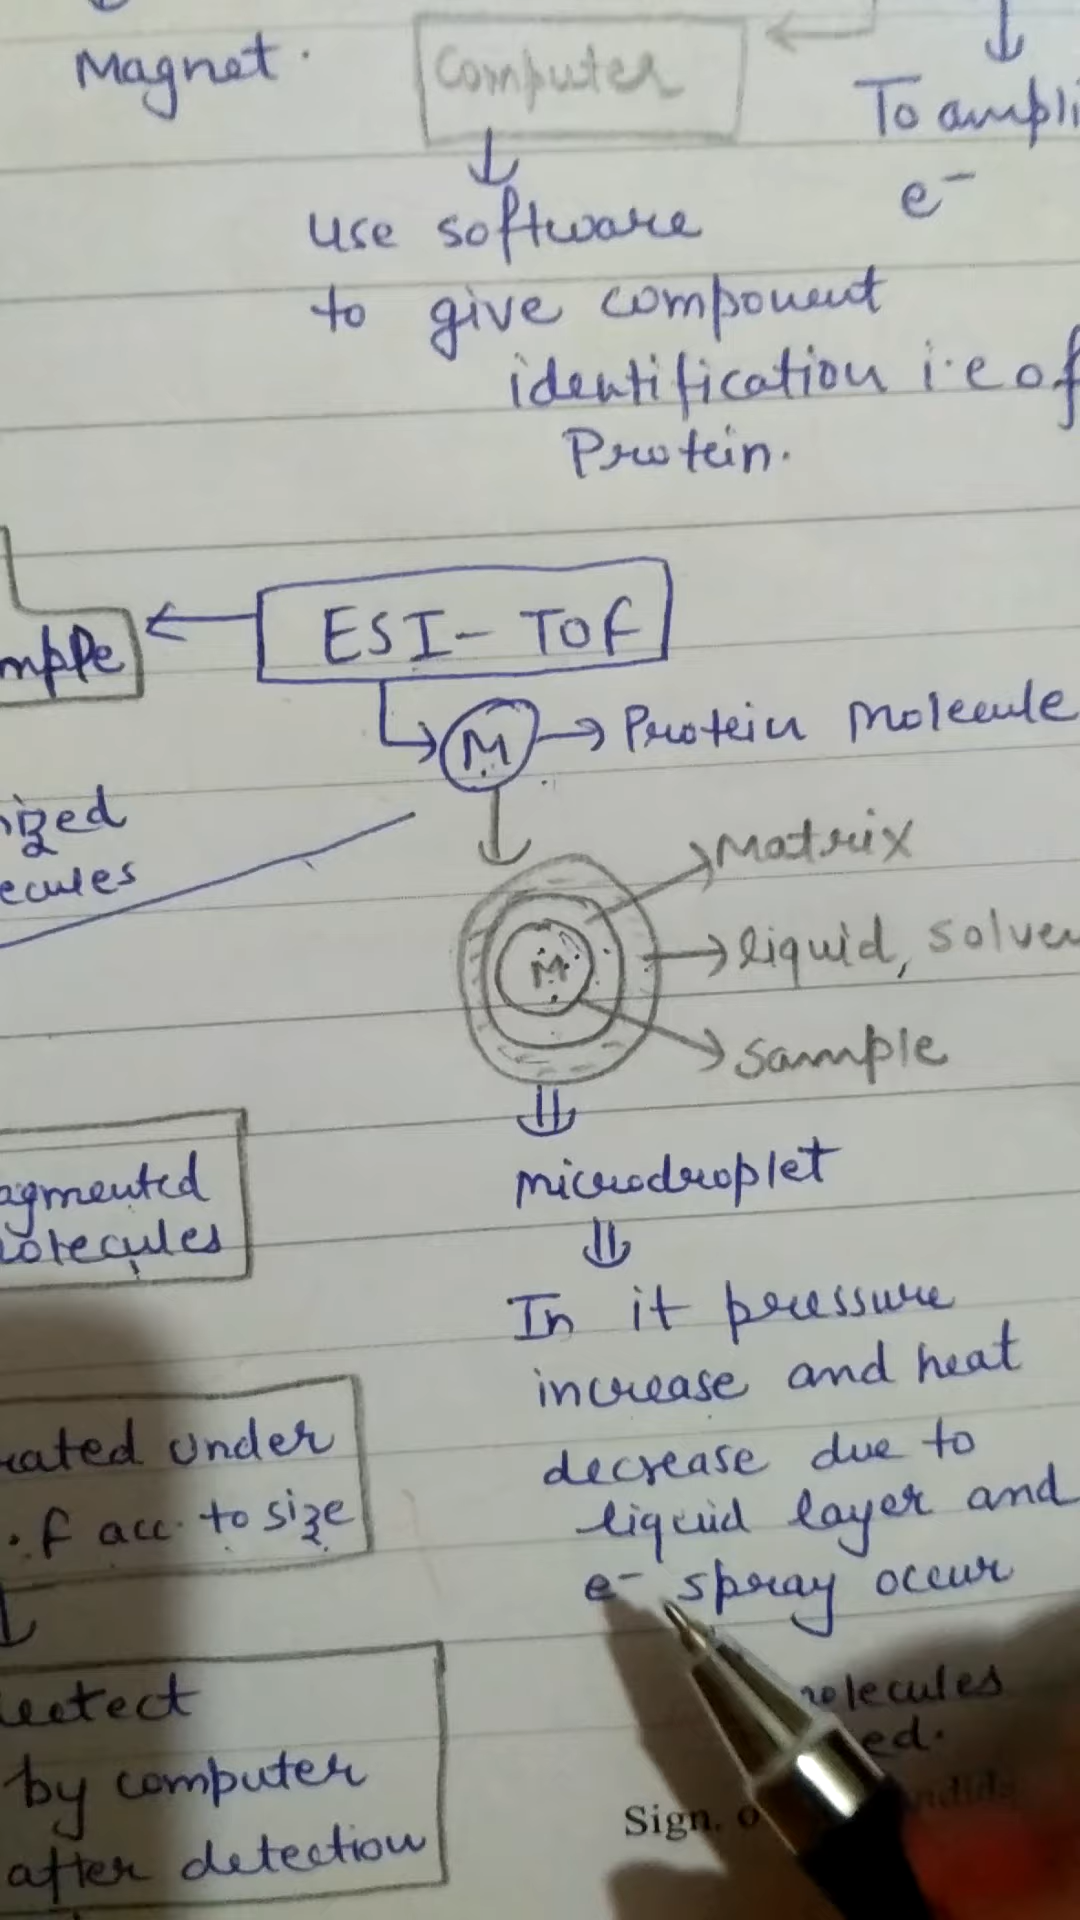 Magnet.
Computer
To ampli
e⁻
use software
to give component
identification i.e of
Protein.
ESI- TOF
mple
M → Protein Molecule
ized
ecules
Matrix
M
liquid, solven
sample
microdroplet
agmented
olecules
In it pressure
increase and heat
decrease due to
liquid layer and
e⁻ spray occur
rated under
.f acc. to size
olecules
ed.
detect
by computer
after detection
Sign. o